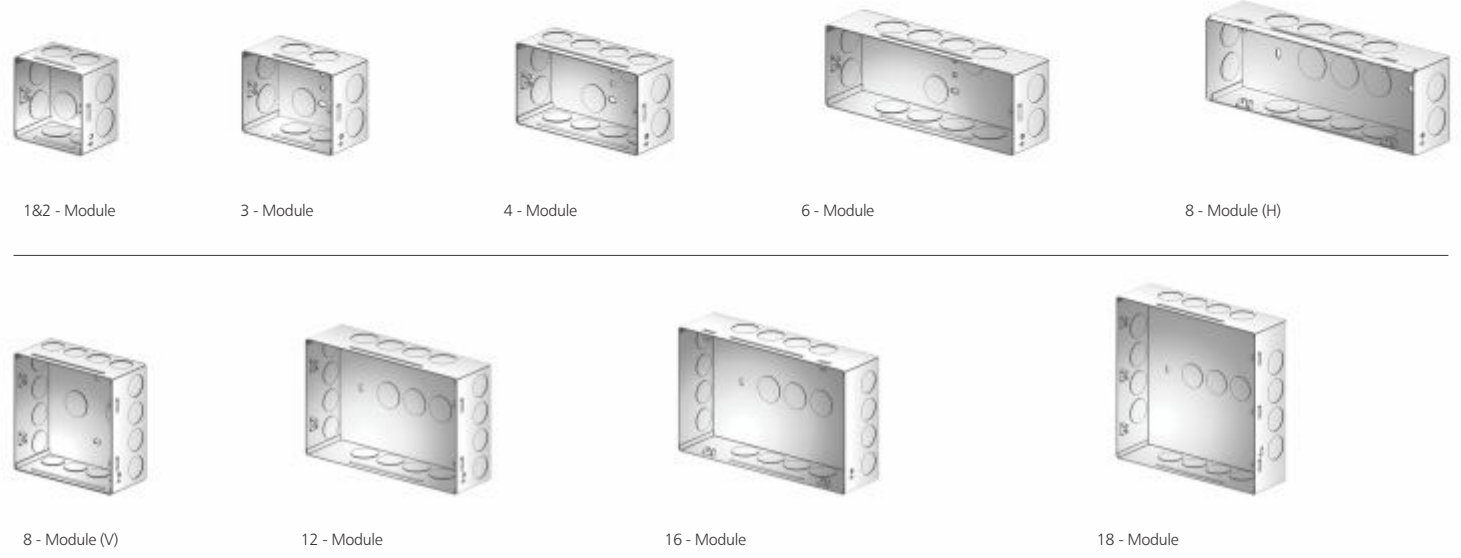 1&2 - Module
3 - Module
4 - Module
6 - Module
8 - Module (H)
8 - Module (V)
12 - Module
16 - Module
18 - Module